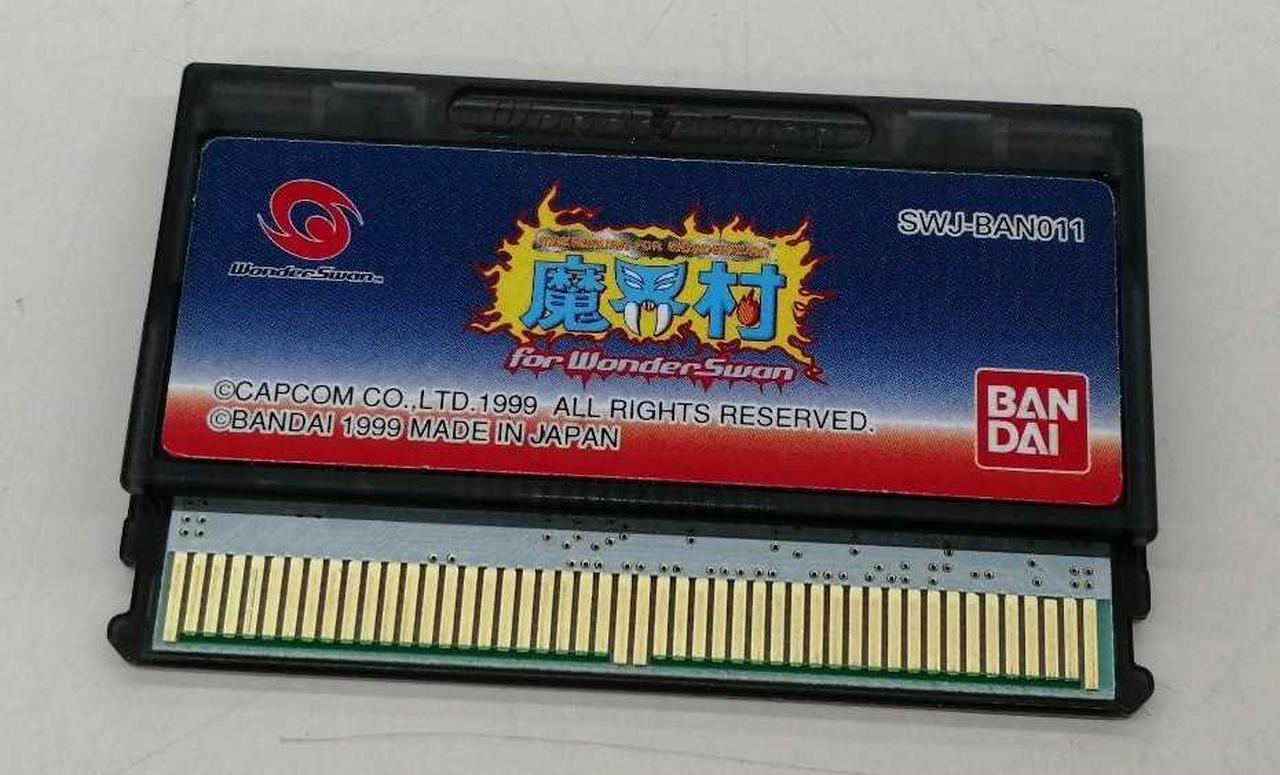 WonderSwan
WonderSwan™
SWJ-BAN011
魔界村
for WonderSwan
©CAPCOM CO.,LTD.1999 ALL RIGHTS RESERVED.
©BANDAI 1999 MADE IN JAPAN
BAN
DAI